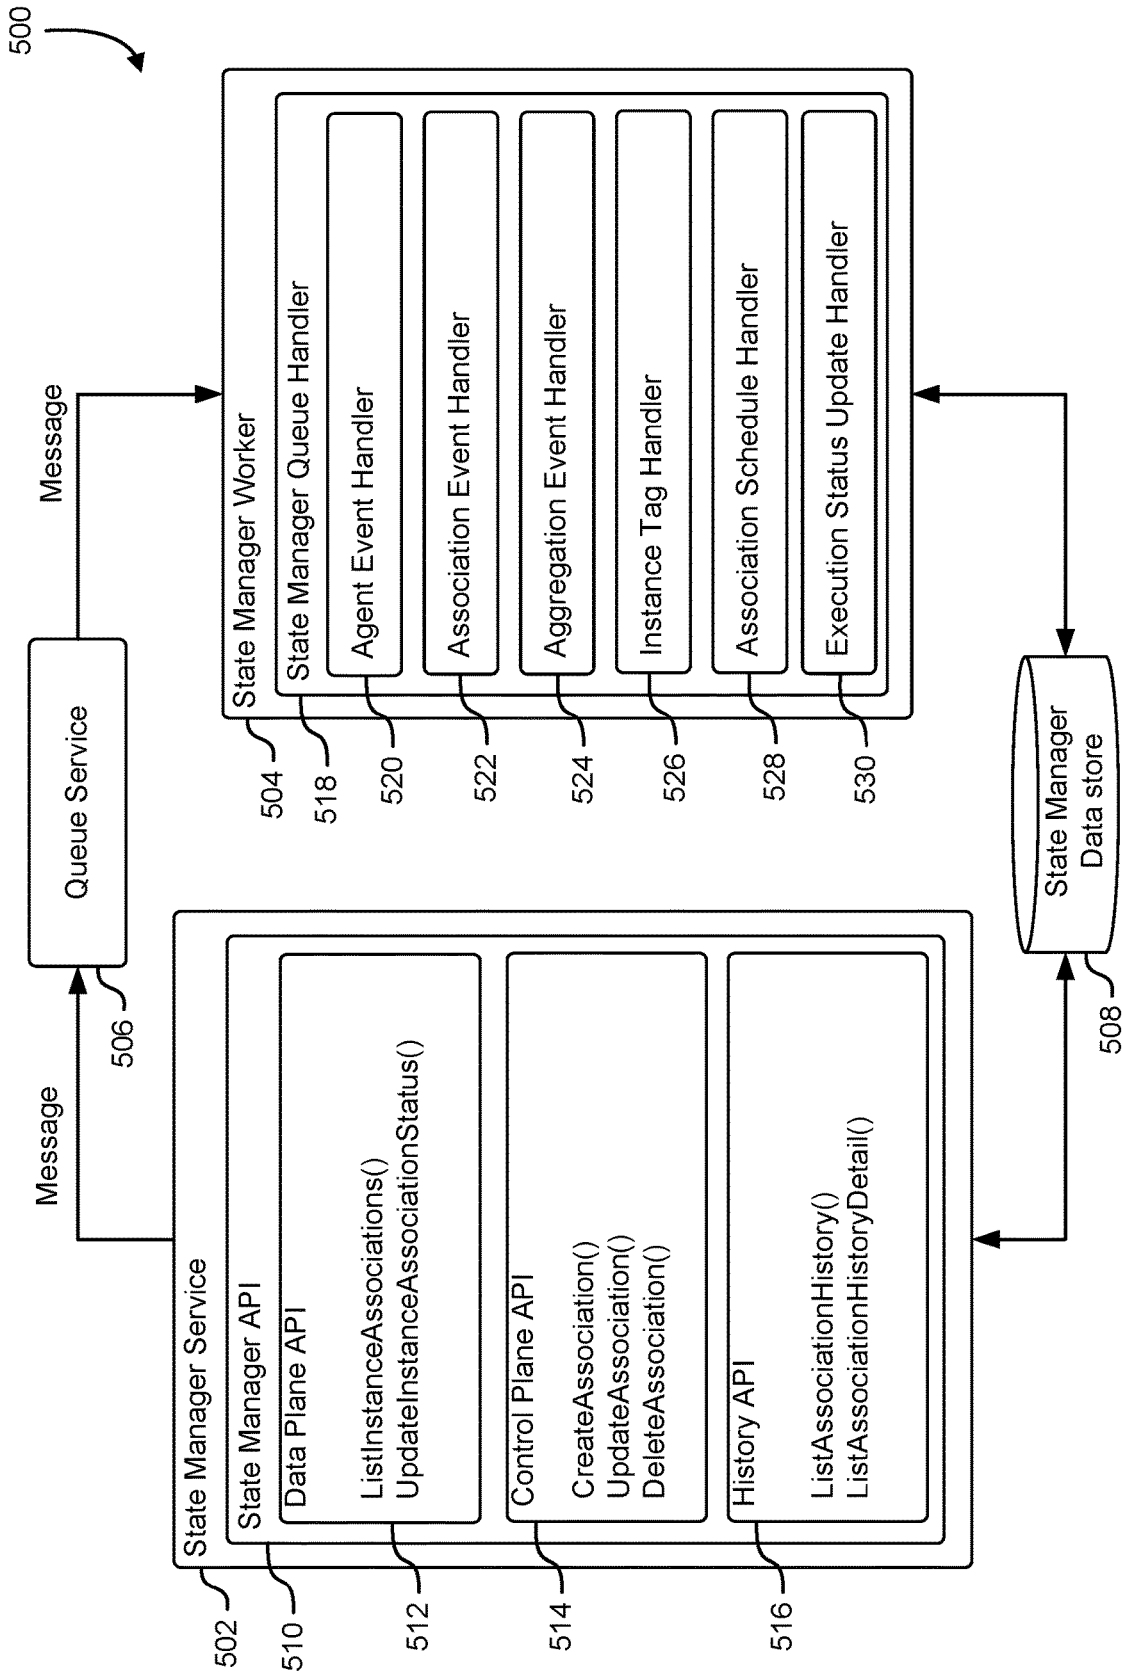 500
Message
Queue Service
506
Message
State Manager Service
502
State Manager API
510
Data Plane API
ListInstanceAssociations()
UpdateInstanceAssociationStatus()
512
Control Plane API
CreateAssociation()
UpdateAssociation()
DeleteAssociation()
514
History API
ListAssociationHistory()
ListAssociationHistoryDetail()
516
State Manager Worker
504
State Manager Queue Handler
518
Agent Event Handler
520
Association Event Handler
522
Aggregation Event Handler
524
Instance Tag Handler
526
Association Schedule Handler
528
Execution Status Update Handler
530
State Manager
Data store
508